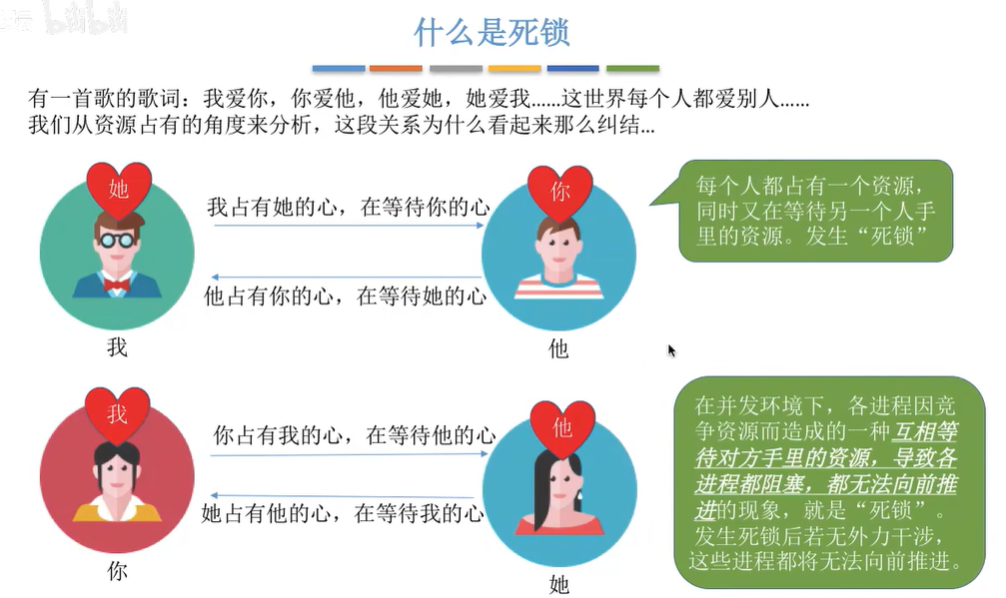 bilibili
什么是死锁
有一首歌的歌词：我爱你，你爱他，他爱她，她爱我……这世界每个人都爱别人……
我们从资源占有的角度来分析，这段关系为什么看起来那么纠结…
她
我占有她的心，在等待你的心
你
他占有你的心，在等待她的心
我
他
每个人都占有一个资源，
同时又在等待另一个人手
里的资源。发生“死锁”
我
你占有我的心，在等待他的心
他
她占有他的心，在等待我的心
你
她
在并发环境下，各进程因竞
争资源而造成的一种互相等
待对方手里的资源，导致各
进程都阻塞，都无法向前推
进的现象，就是“死锁”。
发生死锁后若无外力干涉，
这些进程都将无法向前推进。